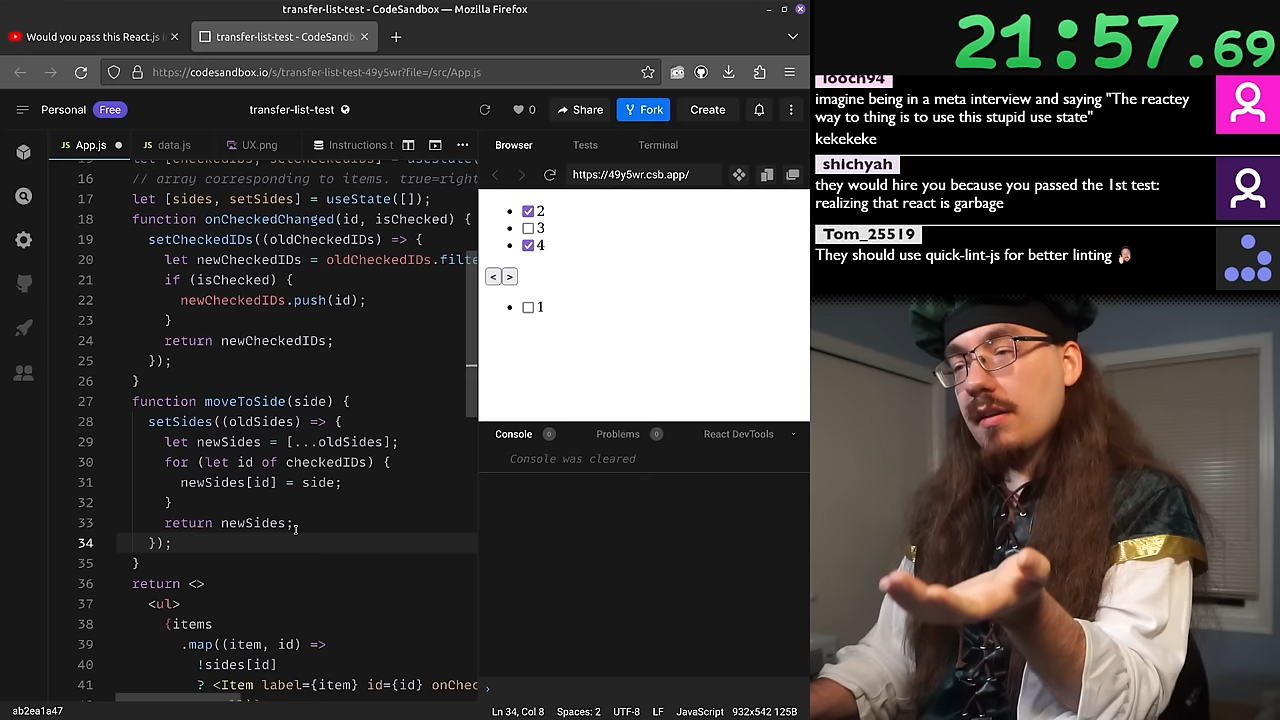 transfer-list-test - CodeSandbox — Mozilla Firefox
Would you pass this React.js i
transfer-list-test - CodeSandb
https://codesandbox.io/s/transfer-list-test-49y5wr?file=/src/App.js
Personal Free
transfer-list-test
0
Share
Fork
Create
JS App.js
JS data.js
UX.png
Instructions.t
Browser
Tests
Terminal
https://49y5wr.csb.app/
16 // array corresponding to items. true=right
17 let [sides, setSides] = useState([]);
18 function onCheckedChanged(id, isChecked) {
19 setCheckedIDs((oldCheckedIDs) => {
20 let newCheckedIDs = oldCheckedIDs.filte
21 if (isChecked) {
22 newCheckedIDs.push(id);
23 }
24 return newCheckedIDs;
25 });
26 }
27 function moveToSide(side) {
28 setSides((oldSides) => {
29 let newSides = [...oldSides];
30 for (let id of checkedIDs) {
31 newSides[id] = side;
32 }
33 return newSides;
34 });
35 }
36 return <>
37 <ul>
38 {items
39 .map((item, id) =>
40 !sides[id]
41 ? <Item label={item} id={id} onChec
2
3
4
< >
1
Console 0
Problems 0
React DevTools
Console was cleared
ab2ea1a47
Ln 34, Col 8
Spaces: 2
UTF-8
LF
JavaScript
932x542 125B
21:57.69
looch94
imagine being in a meta interview and saying "The reactey
way to thing is to use this stupid use state"
kekekeke
shichyah
they would hire you because you passed the 1st test:
realizing that react is garbage
Tom_25519
They should use quick-lint-js for better linting